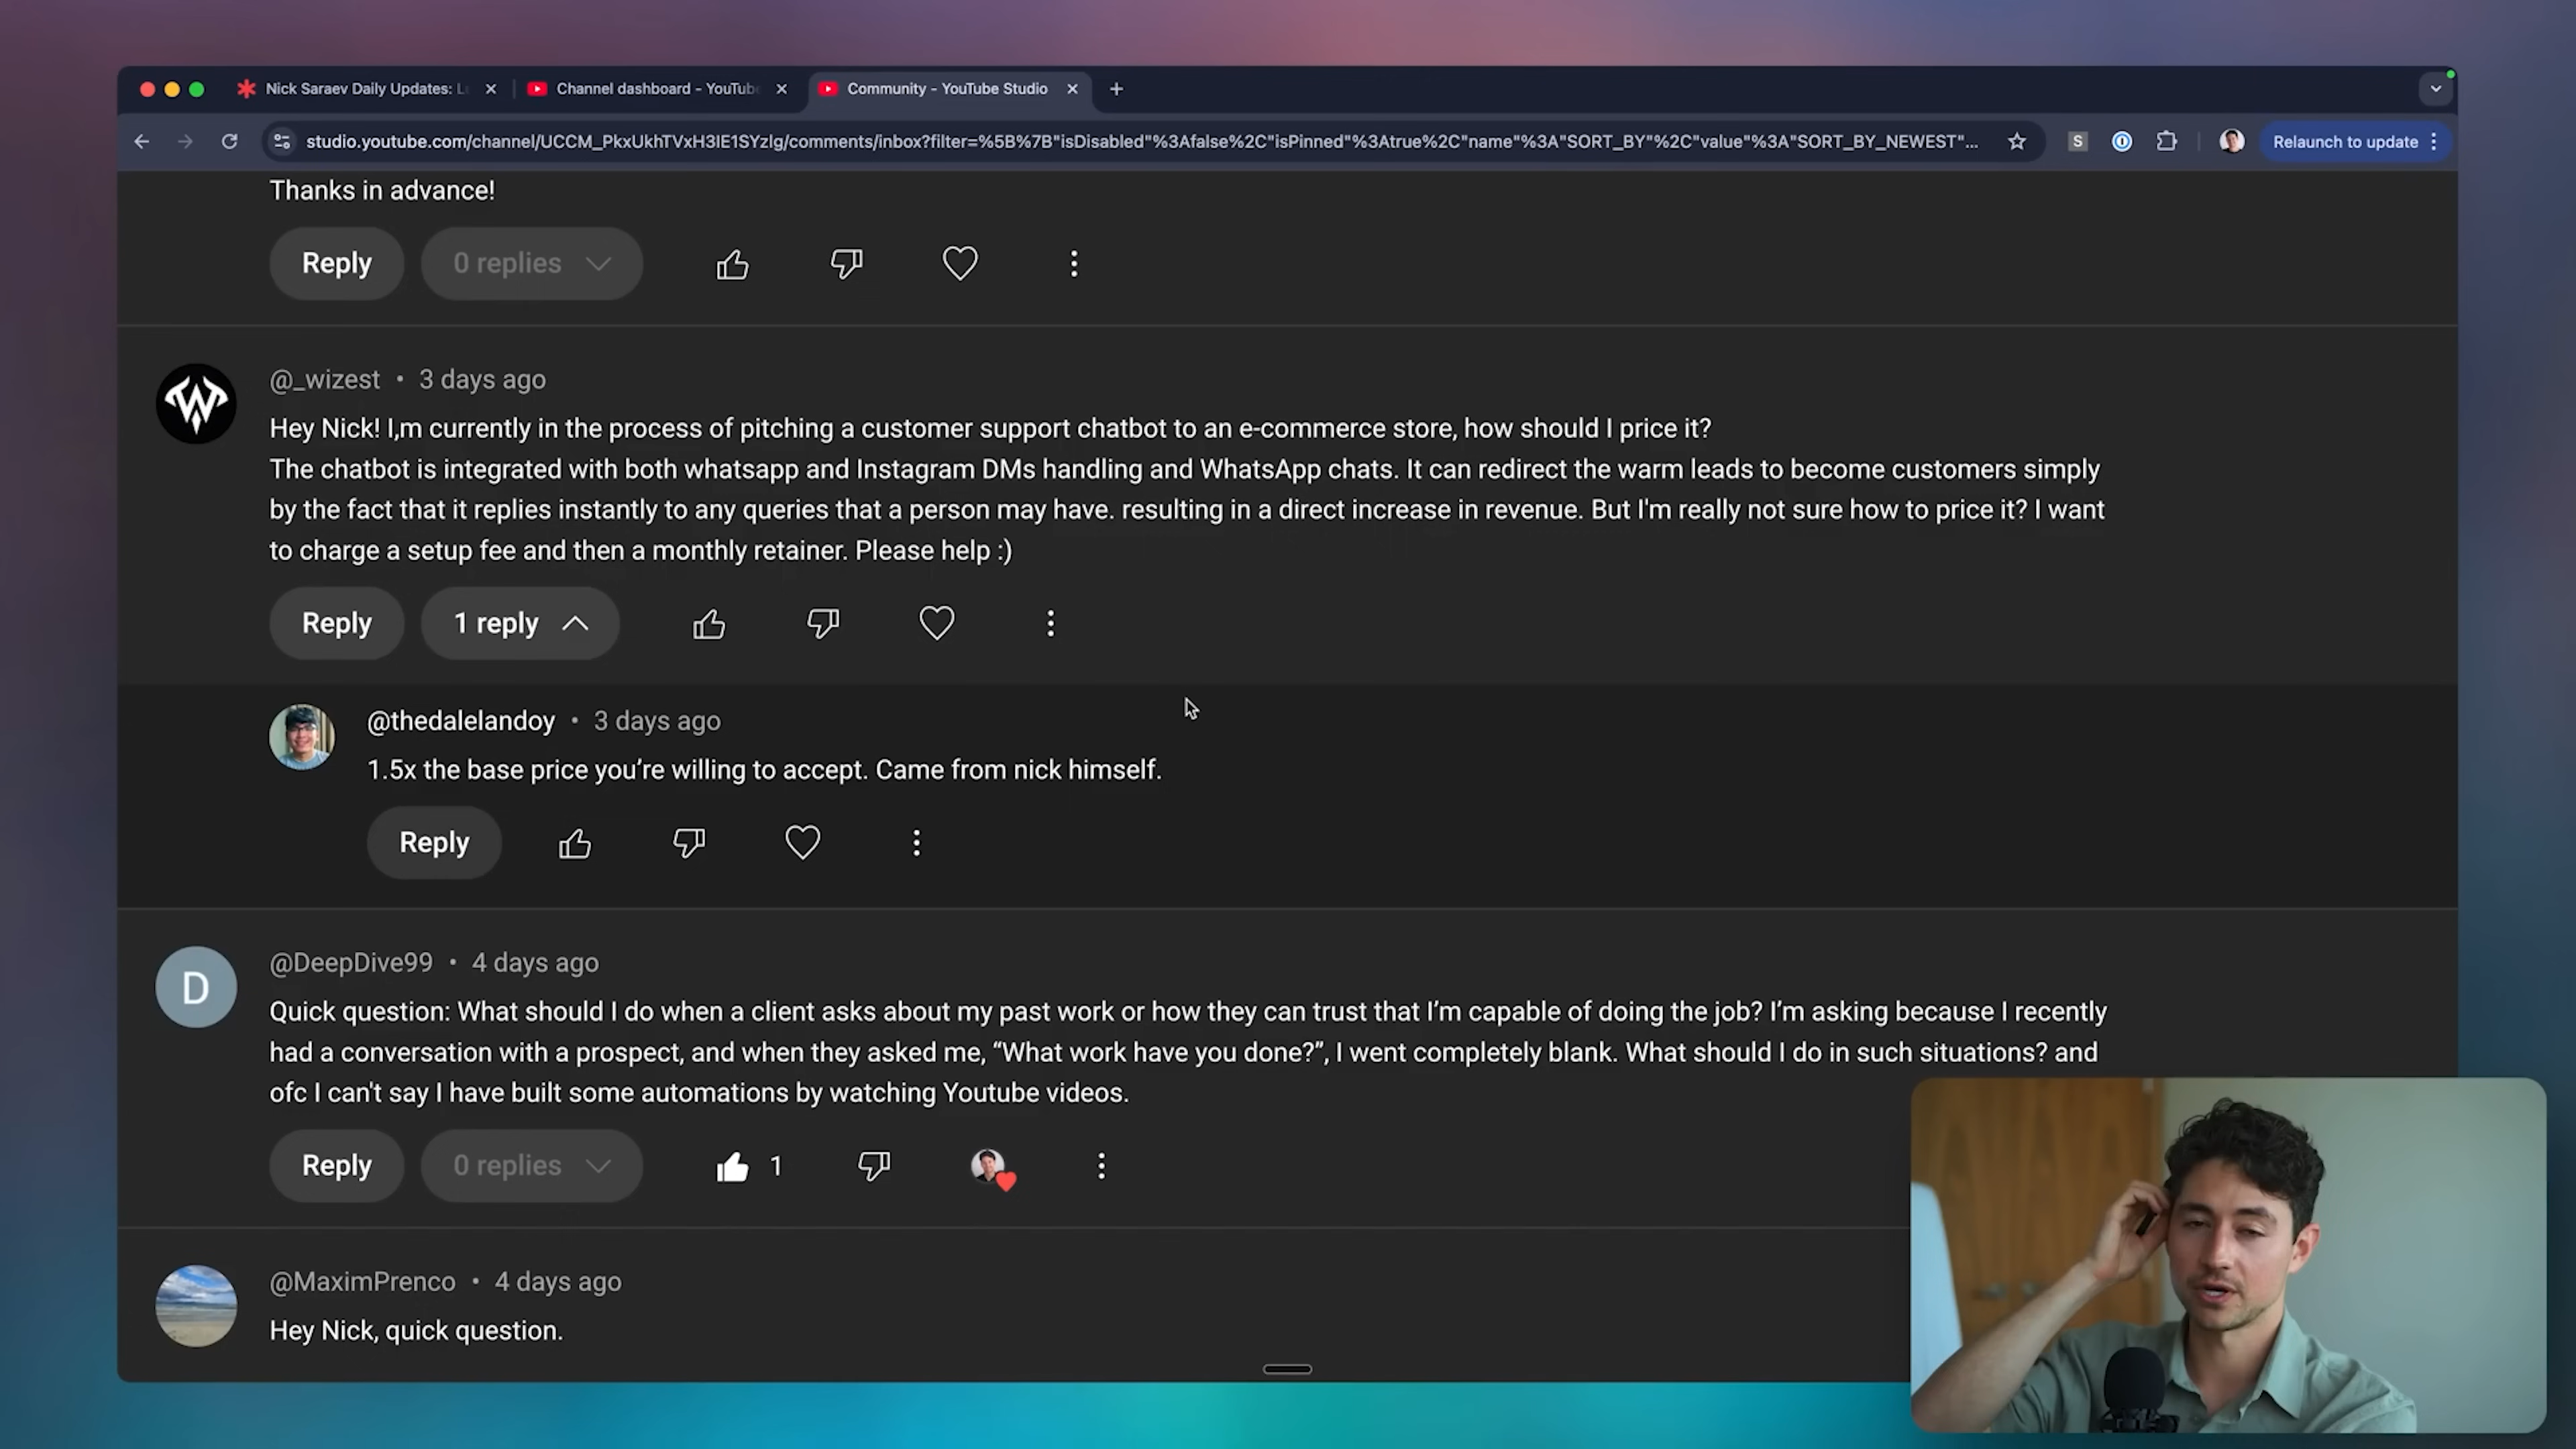 Nick Saraev Daily Updates: L
Channel dashboard - YouTub
Community - YouTube Studio
studio.youtube.com/channel/UCCM_PkxUkhTVxH3IE1SYzlg/comments/inbox?filter=%5B%7B"isDisabled"%3Afalse%2C"isPinned"%3Atrue%2C"name"%3A"SORT_BY"%2C"value"%3A"SORT_BY_NEWEST"...
S
Relaunch to update
Thanks in advance!
Reply
0 replies
W
@_wizest • 3 days ago
Hey Nick! I,m currently in the process of pitching a customer support chatbot to an e-commerce store, how should I price it?
The chatbot is integrated with both whatsapp and Instagram DMs handling and WhatsApp chats. It can redirect the warm leads to become customers simply
by the fact that it replies instantly to any queries that a person may have. resulting in a direct increase in revenue. But I'm really not sure how to price it? I want
to charge a setup fee and then a monthly retainer. Please help :)
Reply
1 reply
@thedalelandoy • 3 days ago
1.5x the base price you’re willing to accept. Came from nick himself.
Reply
D
@DeepDive99 • 4 days ago
Quick question: What should I do when a client asks about my past work or how they can trust that I’m capable of doing the job? I’m asking because I recently
had a conversation with a prospect, and when they asked me, “What work have you done?”, I went completely blank. What should I do in such situations? and
ofc I can't say I have built some automations by watching Youtube videos.
Reply
0 replies
1
@MaximPrenco • 4 days ago
Hey Nick, quick question.